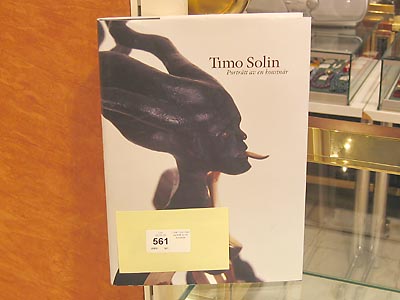 Timo Solin
Porträtt av en konstnär
561